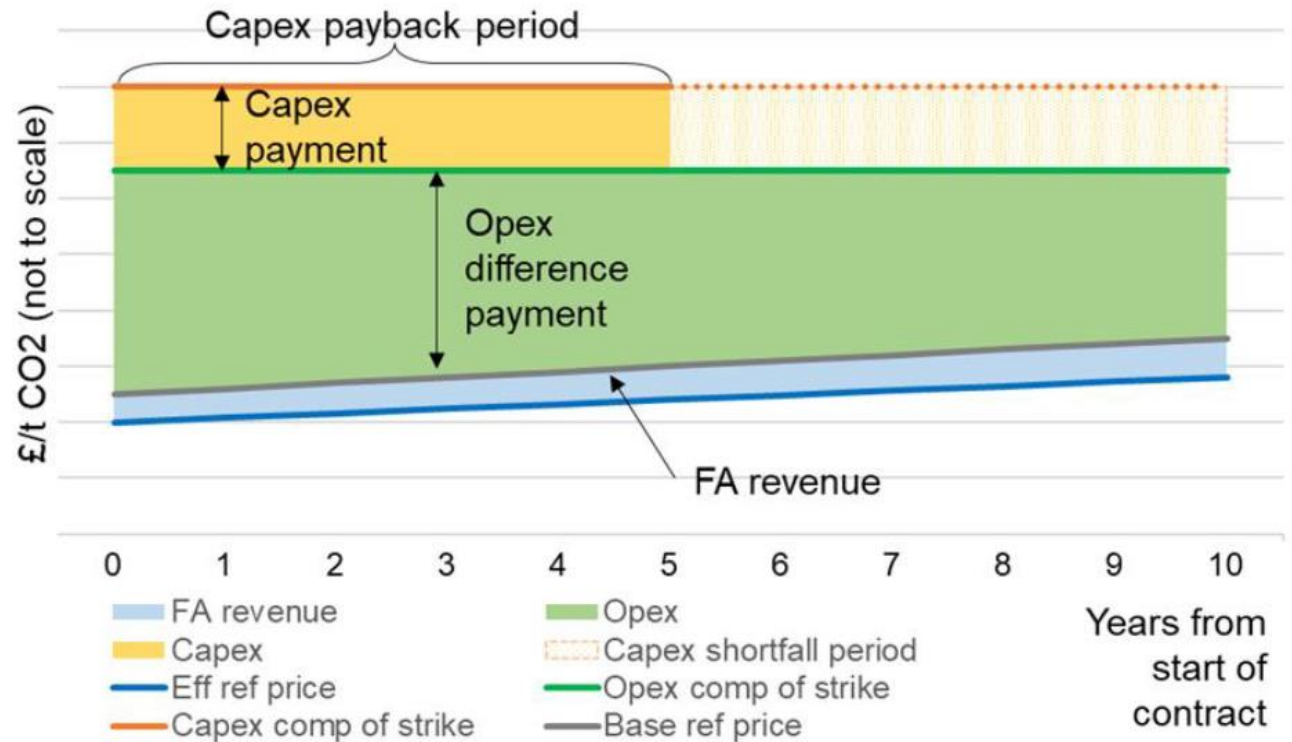 Capex payback period
£/t CO2 (not to scale)
Capex
payment
Opex
difference
payment
FA revenue
0 1 2 3 4 5 6 7 8 9 10
FA revenue
Opex
Capex
Capex shortfall period
Eff ref price
Opex comp of strike
Capex comp of strike
Base ref price
Years from
start of
contract